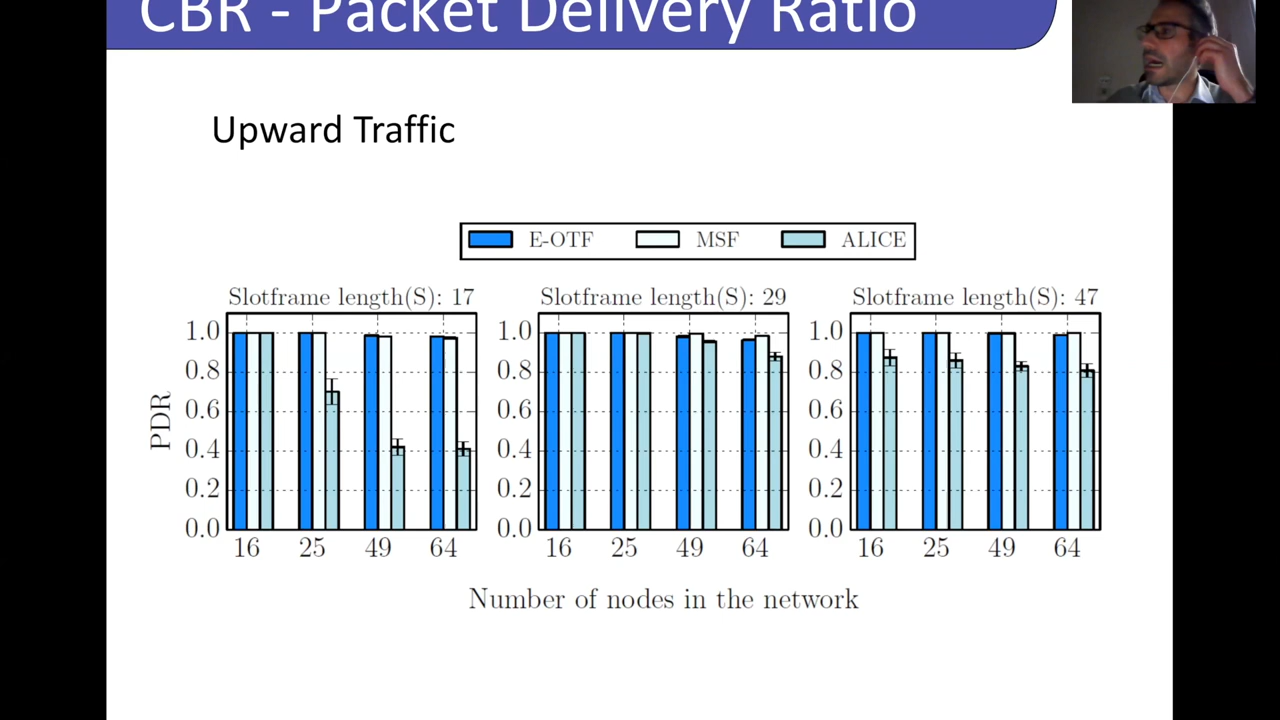 CBR - Packet Delivery Ratio
Upward Traffic
E-OTF MSF ALICE
Slotframe length(S): 17
Slotframe length(S): 29
Slotframe length(S): 47
PDR
1.0
0.8
0.6
0.4
0.2
0.0
16 25 49 64
1.0
0.8
0.6
0.4
0.2
0.0
16 25 49 64
1.0
0.8
0.6
0.4
0.2
0.0
16 25 49 64
Number of nodes in the network